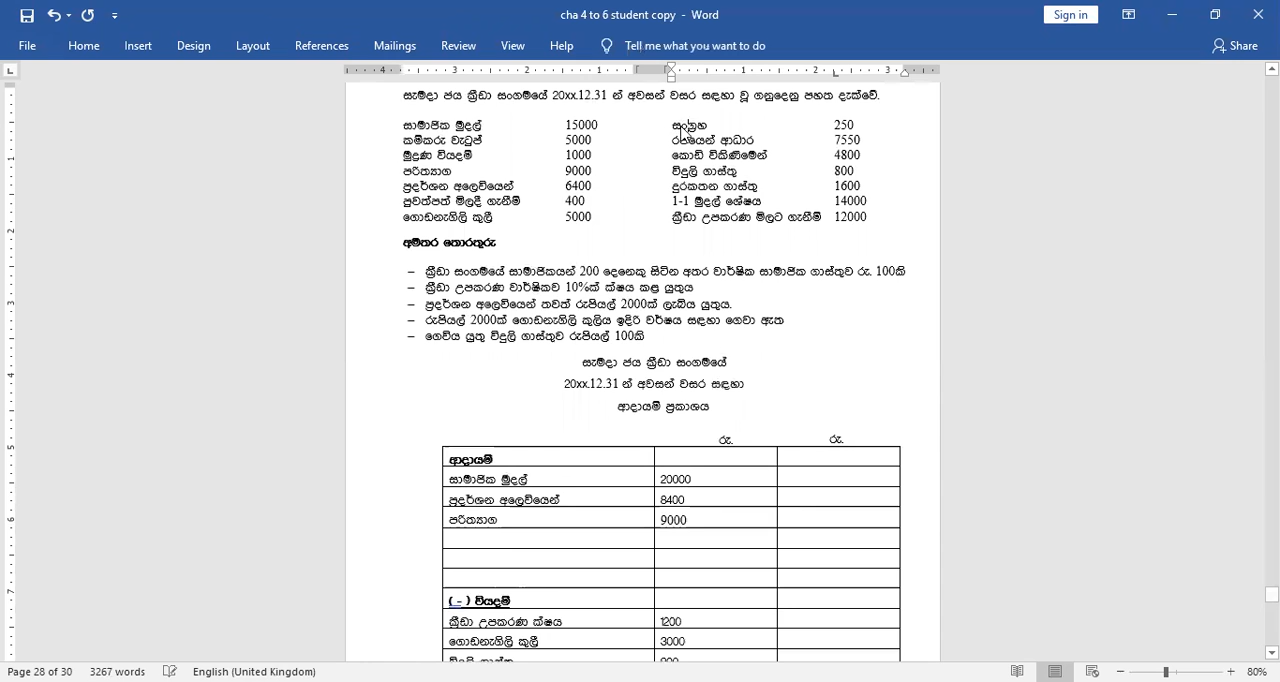 cha 4 to 6 student copy - Word
Sign in
File Home Insert Design Layout References Mailings Review View Help Tell me what you want to do Share
සැමදා ජය ක්‍රීඩා සංගමයේ 20xx.12.31 න් අවසන් වසර සඳහා වූ ගනුදෙනු පහත දැක්වේ.
සාමාජික මුදල් 15000 සංග්‍රහ 250
කම්කරු වැටුප් 5000 රජයෙන් ආධාර 7550
මුද්‍රණ වියදම් 1000 කොඩි විකිණිමෙන් 4800
පරිත්‍යාග 9000 විදුලි ගාස්තු 800
ප්‍රදර්ශන අලෙවියෙන් 6400 දුරකතන ගාස්තු 1600
පුවත්පත් මිලදී ගැනීම් 400 1-1 මුදල් ශේෂය 14000
ගොඩනැගිලි කුලී 5000 ක්‍රීඩා උපකරණ මිලට ගැනීම් 12000
අමතර තොරතුරු
– ක්‍රීඩා සංගමයේ සාමාජිකයන් 200 දෙනෙකු සිටින අතර වාර්ෂික සාමාජික ගාස්තුව රු. 100කි
– ක්‍රීඩා උපකරණ වාර්ෂිකව 10%ක් ක්ෂය කළ යුතුය
– ප්‍රදර්ශන අලෙවියෙන් තවත් රුපියල් 2000ක් ලැබිය යුතුය.
– රුපියල් 2000ක් ගොඩනැගිලි කුලිය ඉදිරි වර්ෂය සඳහා ගෙවා ඇත
– ගෙවිය යුතු විදුලි ගාස්තුව රුපියල් 100කි
සැමදා ජය ක්‍රීඩා සංගමයේ
20xx.12.31 න් අවසන් වසර සඳහා
ආදායම් ප්‍රකාශය
රු. රු.
ආදායම්
සාමාජික මුදල් 20000
ප්‍රදර්ශන අලෙවියෙන් 8400
පරිත්‍යාග 9000
( - ) වියදම්
ක්‍රීඩා උපකරණ ක්ෂය 1200
ගොඩනැගිලි කුලී 3000
විදුලි ගාස්තු 900
Page 28 of 30 3267 words English (United Kingdom) 80%